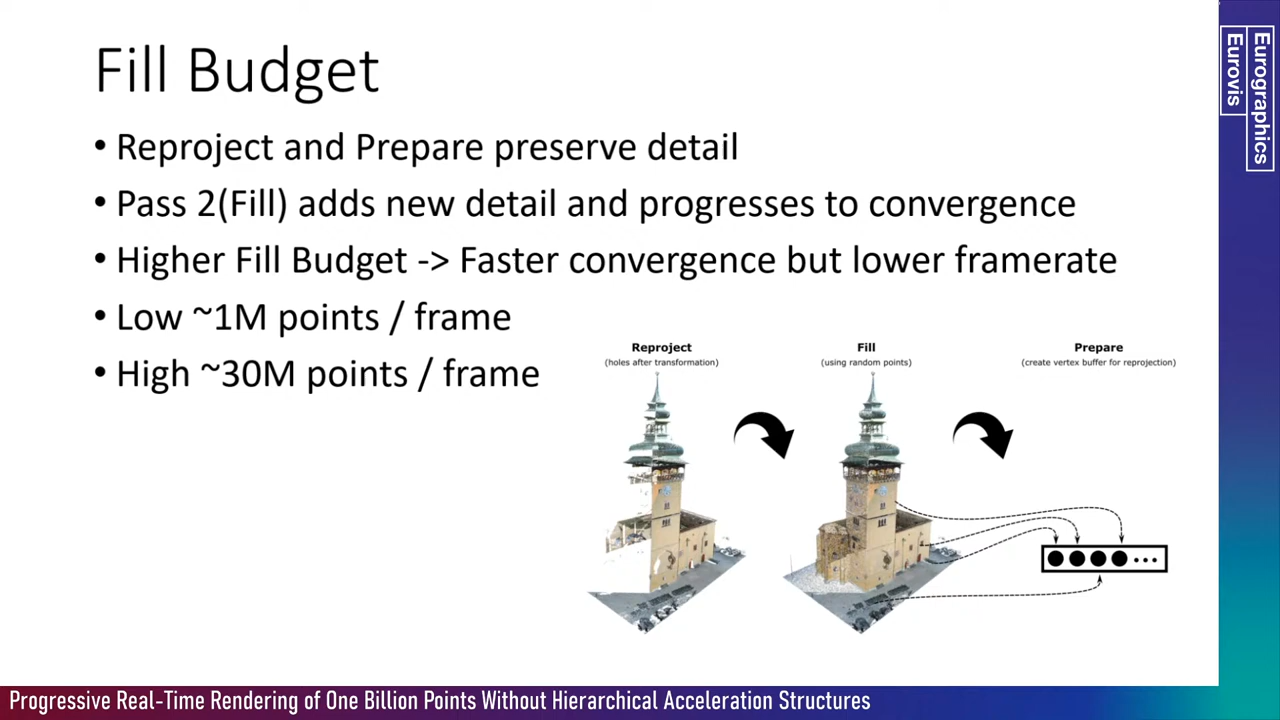 Fill Budget
• Reproject and Prepare preserve detail
• Pass 2(Fill) adds new detail and progresses to convergence
• Higher Fill Budget -> Faster convergence but lower framerate
• Low ~1M points / frame
• High ~30M points / frame
Reproject
(holes after transformation)
Fill
(using random points)
Prepare
(create vertex buffer for reprojection)
Eurographics
Eurovis
Progressive Real-Time Rendering of One Billion Points Without Hierarchical Acceleration Structures